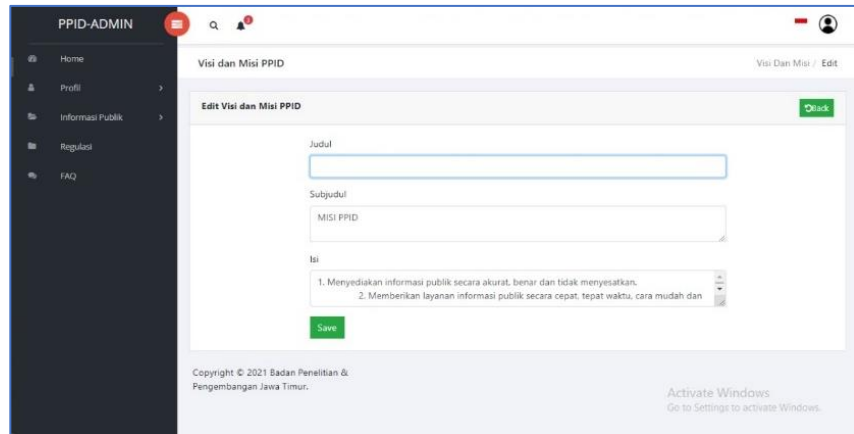 PPID-ADMIN
Home
Profil
Informasi Publik
Regulasi
FAQ
Visi dan Misi PPID
Visi Dan Misi / Edit
Edit Visi dan Misi PPID
Back
Judul
Subjudul
MISI PPID
Isi
1. Menyediakan informasi publik secara akurat, benar dan tidak menyesatkan.
2. Memberikan layanan informasi publik secara cepat, tepat waktu, cara mudah dan
Save
Copyright © 2021 Badan Penelitian &
Pengembangan Jawa Timur.
Activate Windows
Go to Settings to activate Windows.